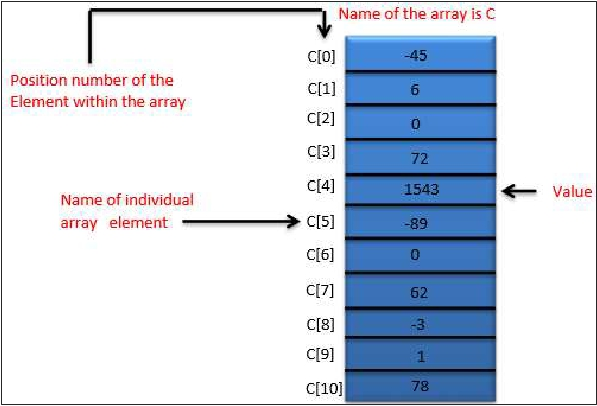 Name of the array is C
Position number of the
Element within the array
C[0] -45
C[1] 6
C[2] 0
C[3] 72
C[4] 1543
Value
Name of individual
array element
C[5] -89
C[6] 0
C[7] 62
C[8] -3
C[9] 1
C[10] 78